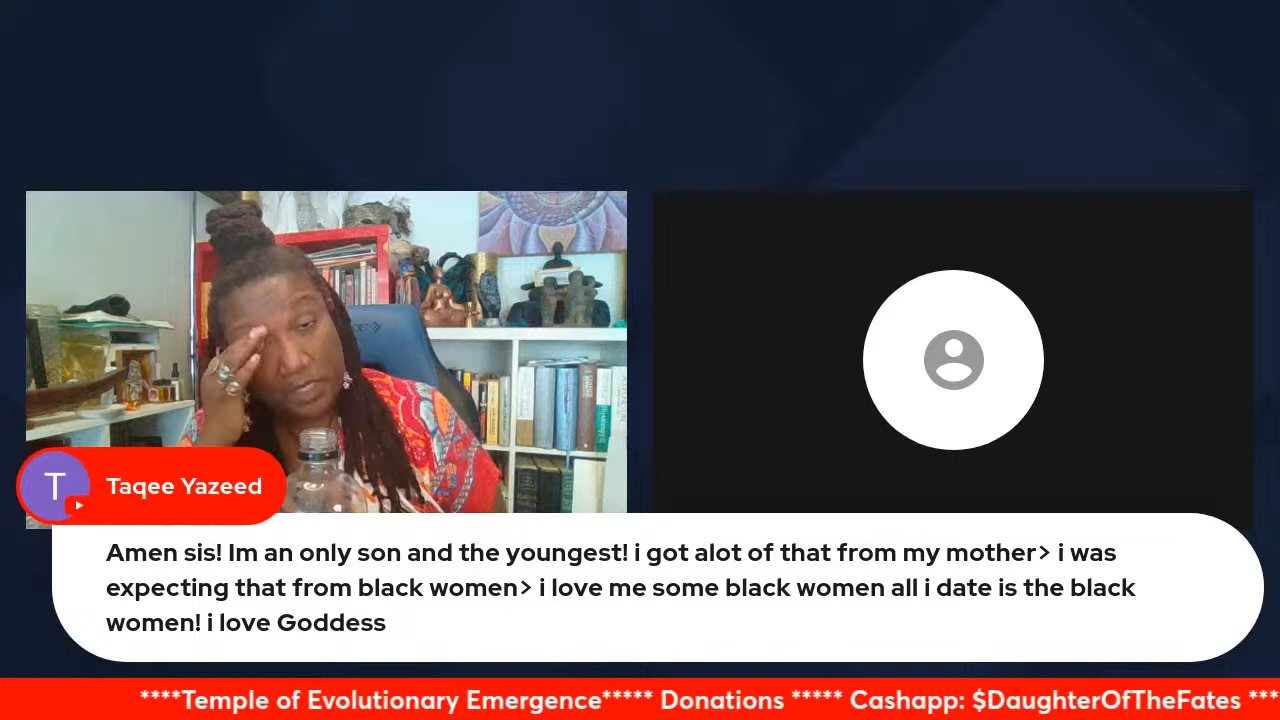 T
Taqee Yazeed
Amen sis! Im an only son and the youngest! i got alot of that from my mother> i was
expecting that from black women> i love me some black women all i date is the black
women! i love Goddess
****Temple of Evolutionary Emergence***** Donations ***** Cashapp: $DaughterOfTheFates ***